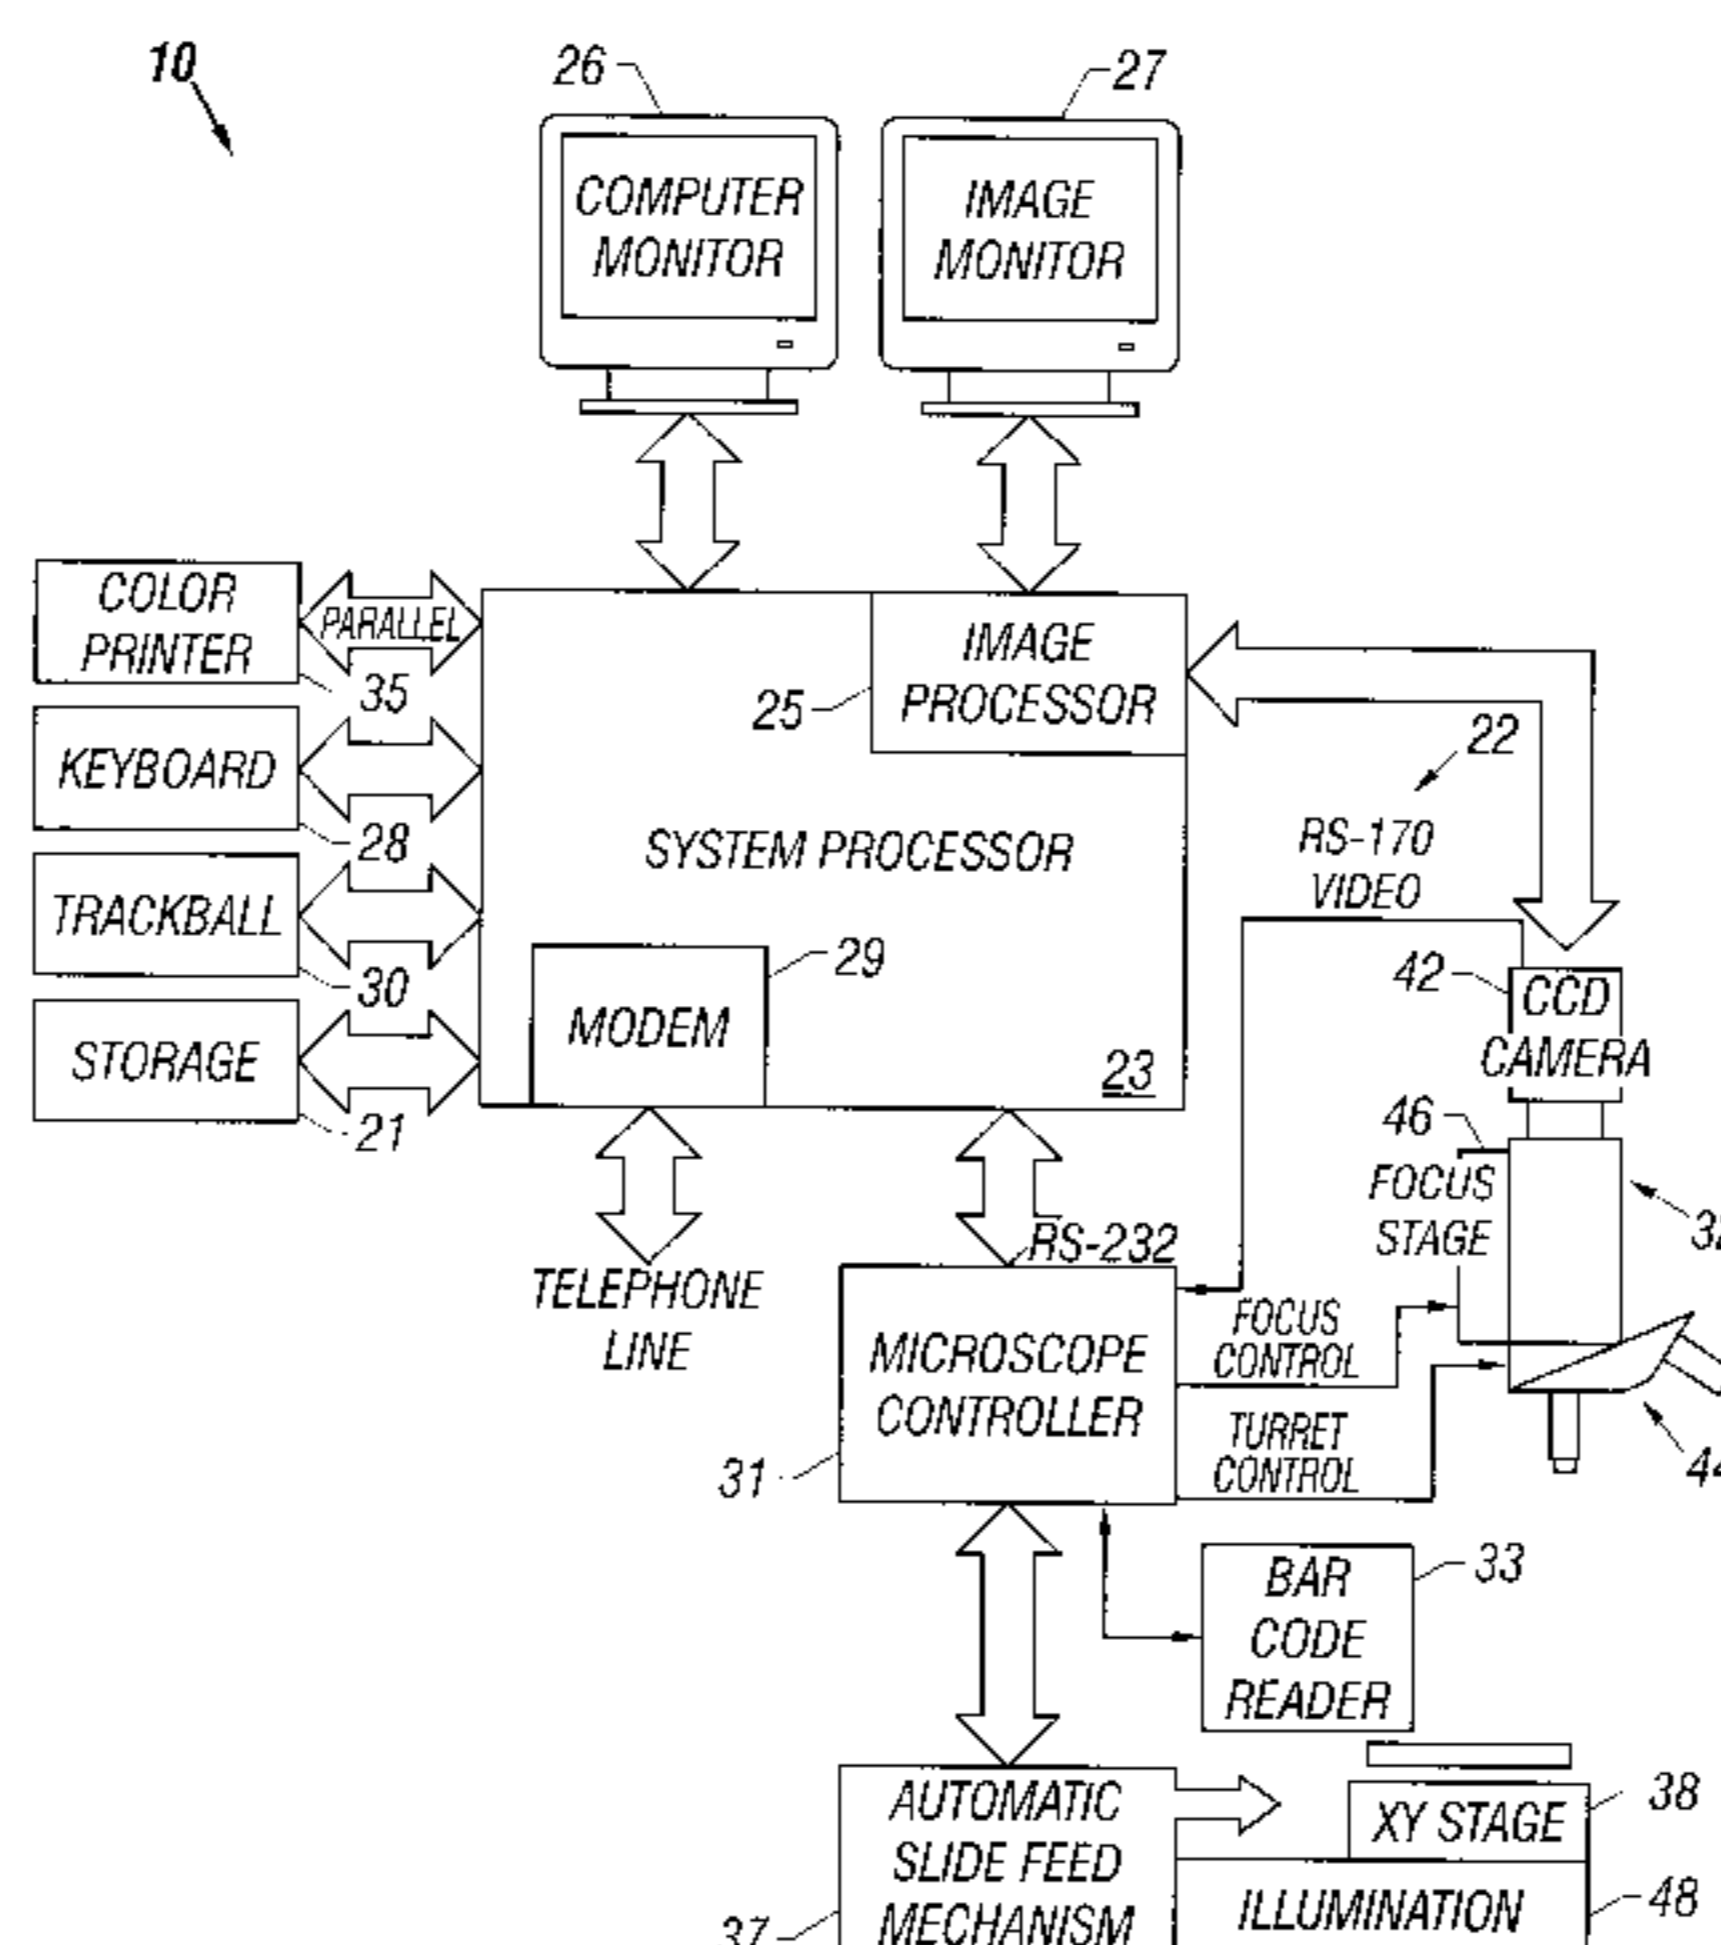 10
26
27
COMPUTER
MONITOR
IMAGE
MONITOR
COLOR
PRINTER
PARALLEL
35
KEYBOARD
28
TRACKBALL
30
STORAGE
21
IMAGE
PROCESSOR
25
SYSTEM PROCESSOR
MODEM
29
23
22
RS-170
VIDEO
42
CCD
CAMERA
46
FOCUS
STAGE
TELEPHONE
LINE
RS-232
MICROSCOPE
CONTROLLER
31
FOCUS
CONTROL
TURRET
CONTROL
44
BAR
CODE
READER
33
AUTOMATIC
SLIDE FEED
MECHANISM
37
XY STAGE
38
ILLUMINATION
48